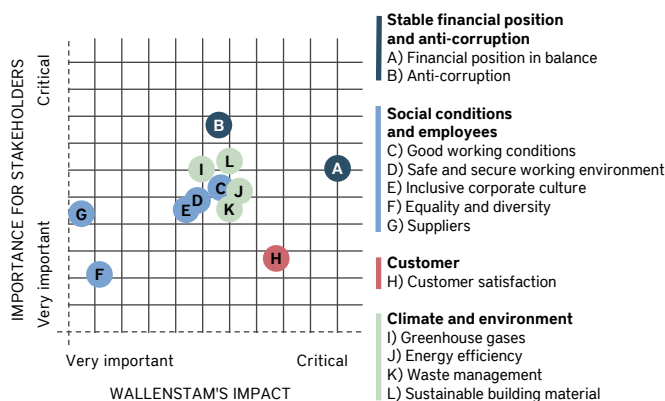 IMPORTANCE FOR STAKEHOLDERS
Critical
Very important
B
A
I
L
C
J
D
E
K
G
H
F
Very important
Critical
WALLENSTAM'S IMPACT
Stable financial position
and anti-corruption
A) Financial position in balance
B) Anti-corruption
Social conditions
and employees
C) Good working conditions
D) Safe and secure working environment
E) Inclusive corporate culture
F) Equality and diversity
G) Suppliers
Customer
H) Customer satisfaction
Climate and environment
I) Greenhouse gases
J) Energy efficiency
K) Waste management
L) Sustainable building material